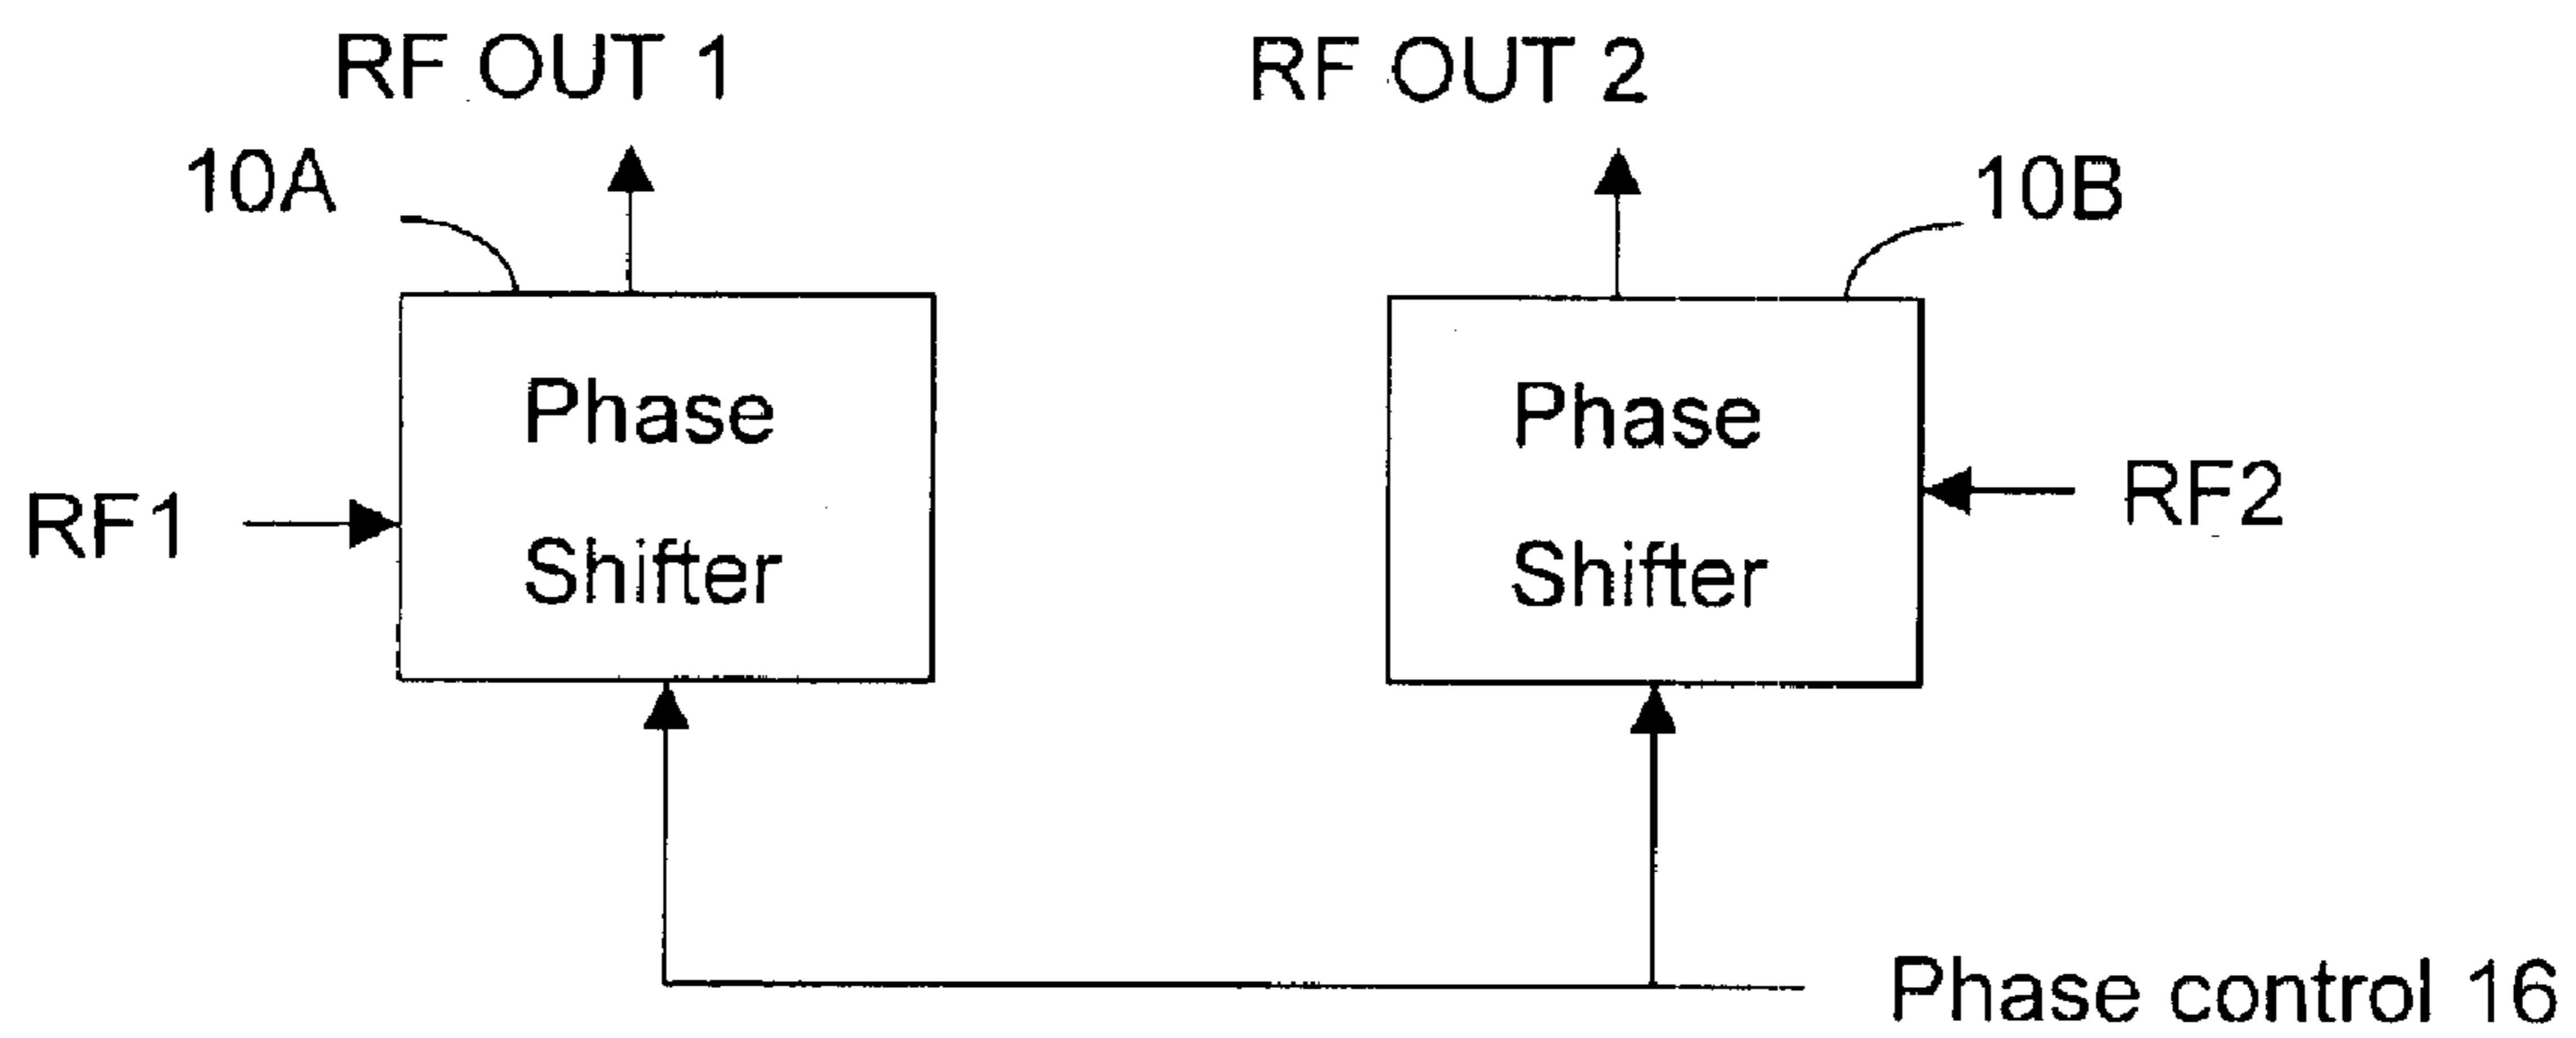 RF OUT 1
RF OUT 2
10A
10B
Phase
Shifter
Phase
Shifter
RF1
RF2
Phase control 16